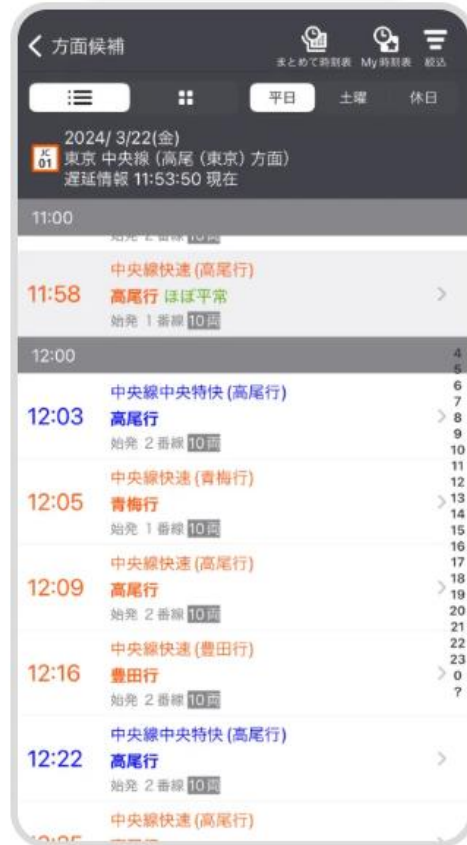 方面候補
まとめて時刻表 My時刻表 絞込
平日 土曜 休日
2024/ 3/22(金)
JC 01 東京 中央線 (高尾 (東京) 方面)
遅延情報 11:53:50 現在
11:00
始発 2 番線 10両
中央線快速 (高尾行)
11:58 高尾行 ほぼ平常
始発 1 番線 10両
12:00
中央線中央特快 (高尾行)
12:03 高尾行
始発 2 番線 10両
中央線快速 (青梅行)
12:05 青梅行
始発 1 番線 10両
中央線快速 (高尾行)
12:09 高尾行
始発 2 番線 10両
中央線快速 (豊田行)
12:16 豊田行
始発 2 番線 10両
中央線中央特快 (高尾行)
12:22 高尾行
始発 2 番線 10両
中央線快速 (高尾行)
4
5
6
7
8
9
10
11
12
13
14
15
16
17
18
19
20
21
22
23
0
?